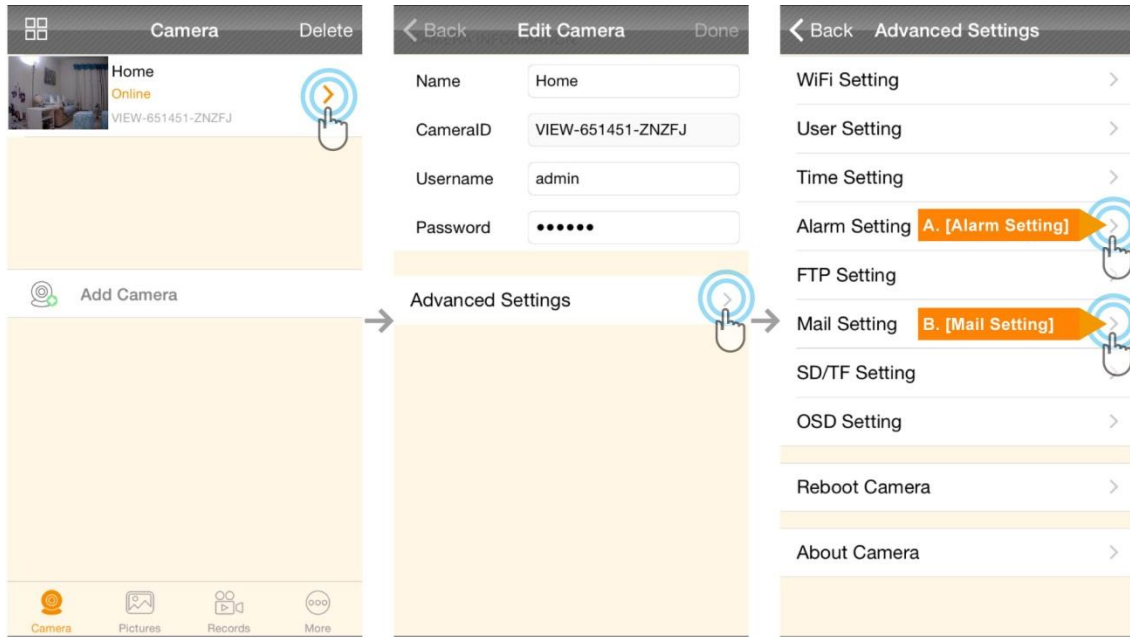 Camera
Delete
Home
Online
VIEW-651451-ZNZFJ
Add Camera
Camera
Pictures
Records
More
Back
Edit Camera
Done
Name
Home
CameraID
VIEW-651451-ZNZFJ
Username
admin
Password
••••••
Advanced Settings
Back
Advanced Settings
WiFi Setting
User Setting
Time Setting
Alarm Setting A. [Alarm Setting]
FTP Setting
Mail Setting B. [Mail Setting]
SD/TF Setting
OSD Setting
Reboot Camera
About Camera